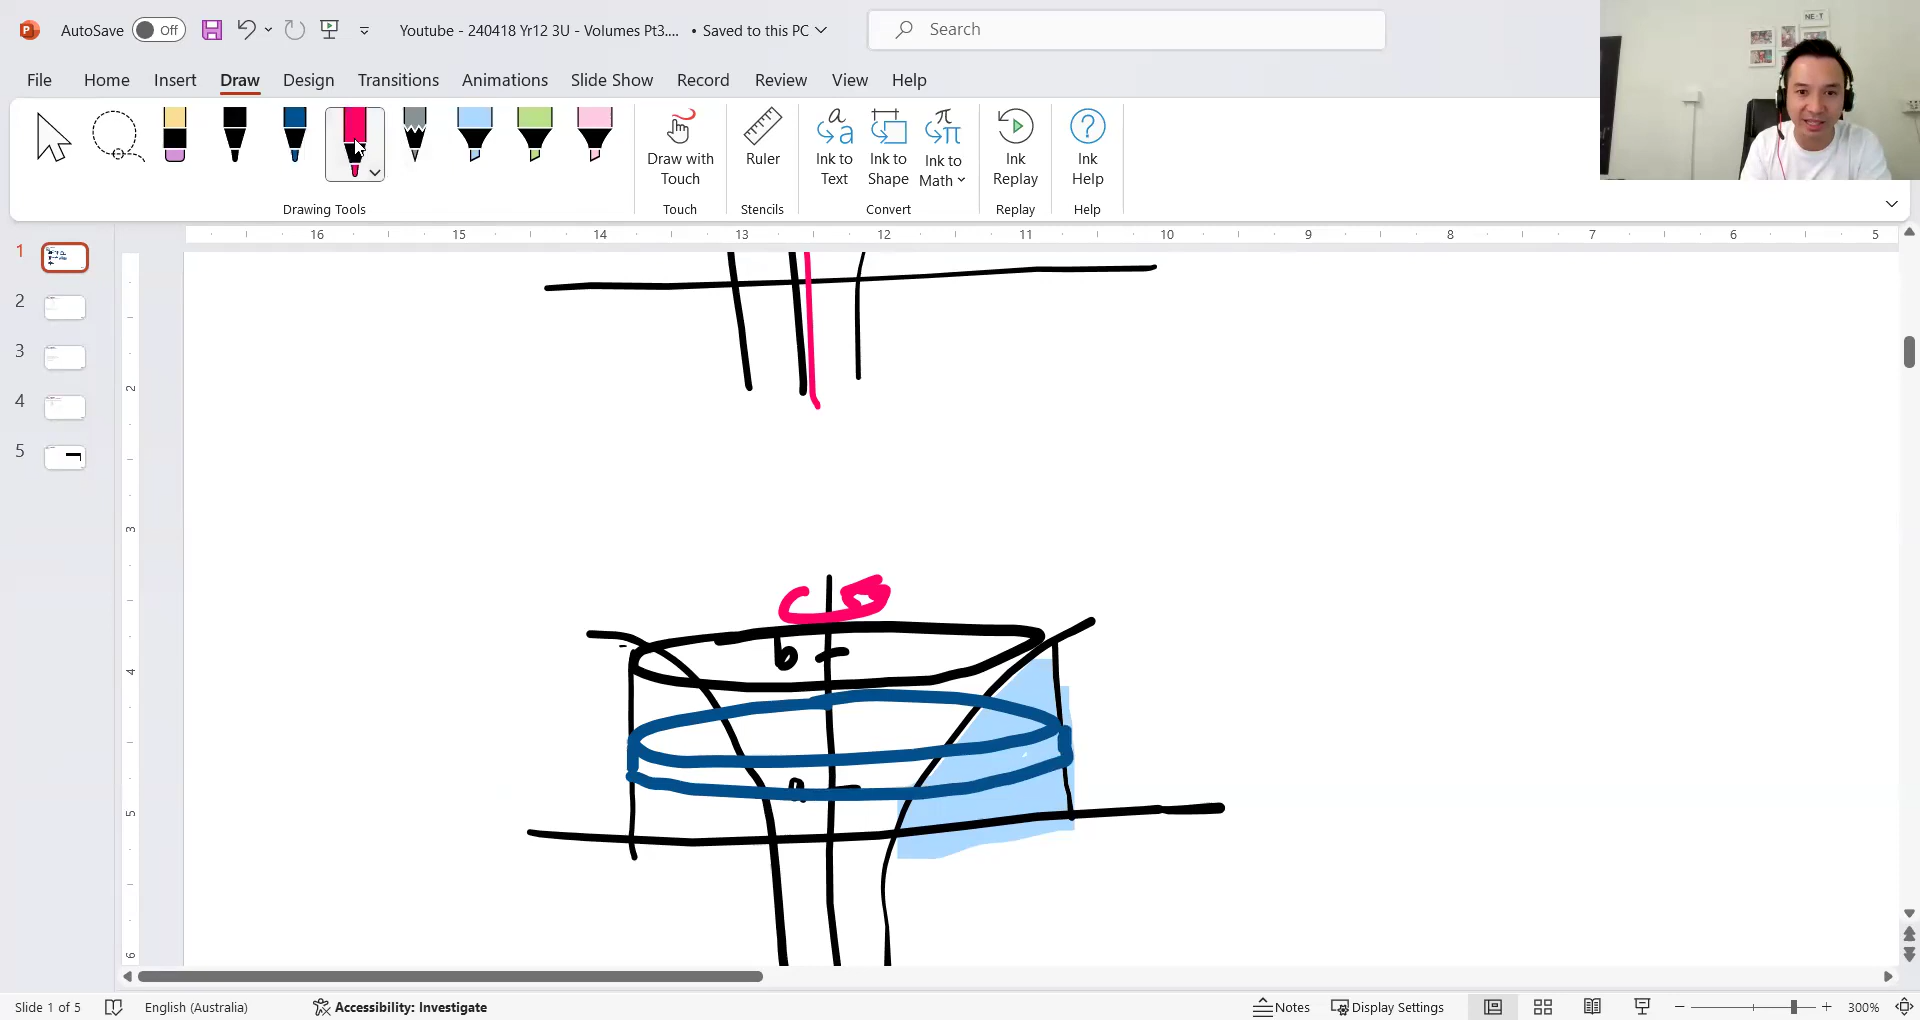 AutoSave Off Youtube - 240418 Yr12 3U - Volumes Pt3.... • Saved to this PC Search
File Home Insert Draw Design Transitions Animations Slide Show Record Review View Help
Draw with Touch
Ruler
Ink to Text
Ink to Shape
Ink to Math
Ink Replay
Ink Help
Drawing Tools Touch Stencils Convert Replay Help
16 15 14 13 12 11 10 9 8 7 6 5
1
2
3
4
5
2
3
4
5
6
b
a
Slide 1 of 5 English (Australia) Accessibility: Investigate Notes Display Settings 300%